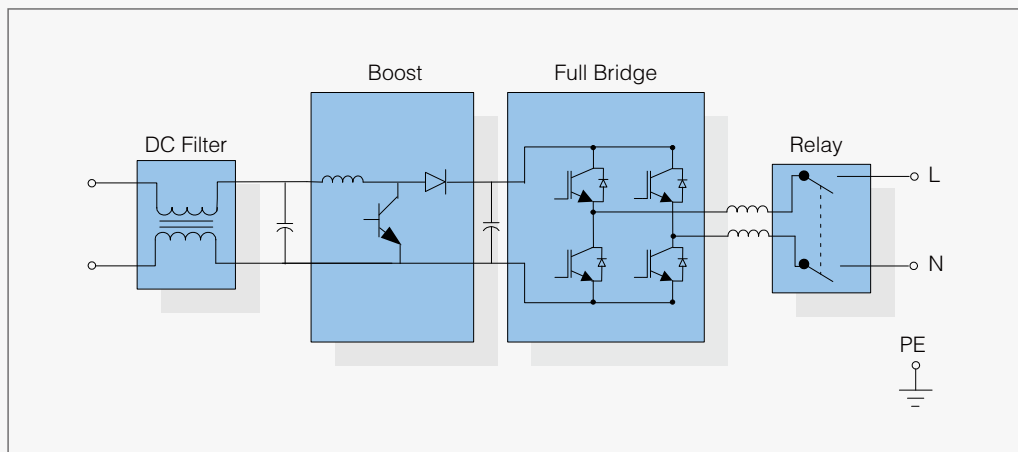 Boost
Full Bridge
DC Filter
Relay
L
N
PE